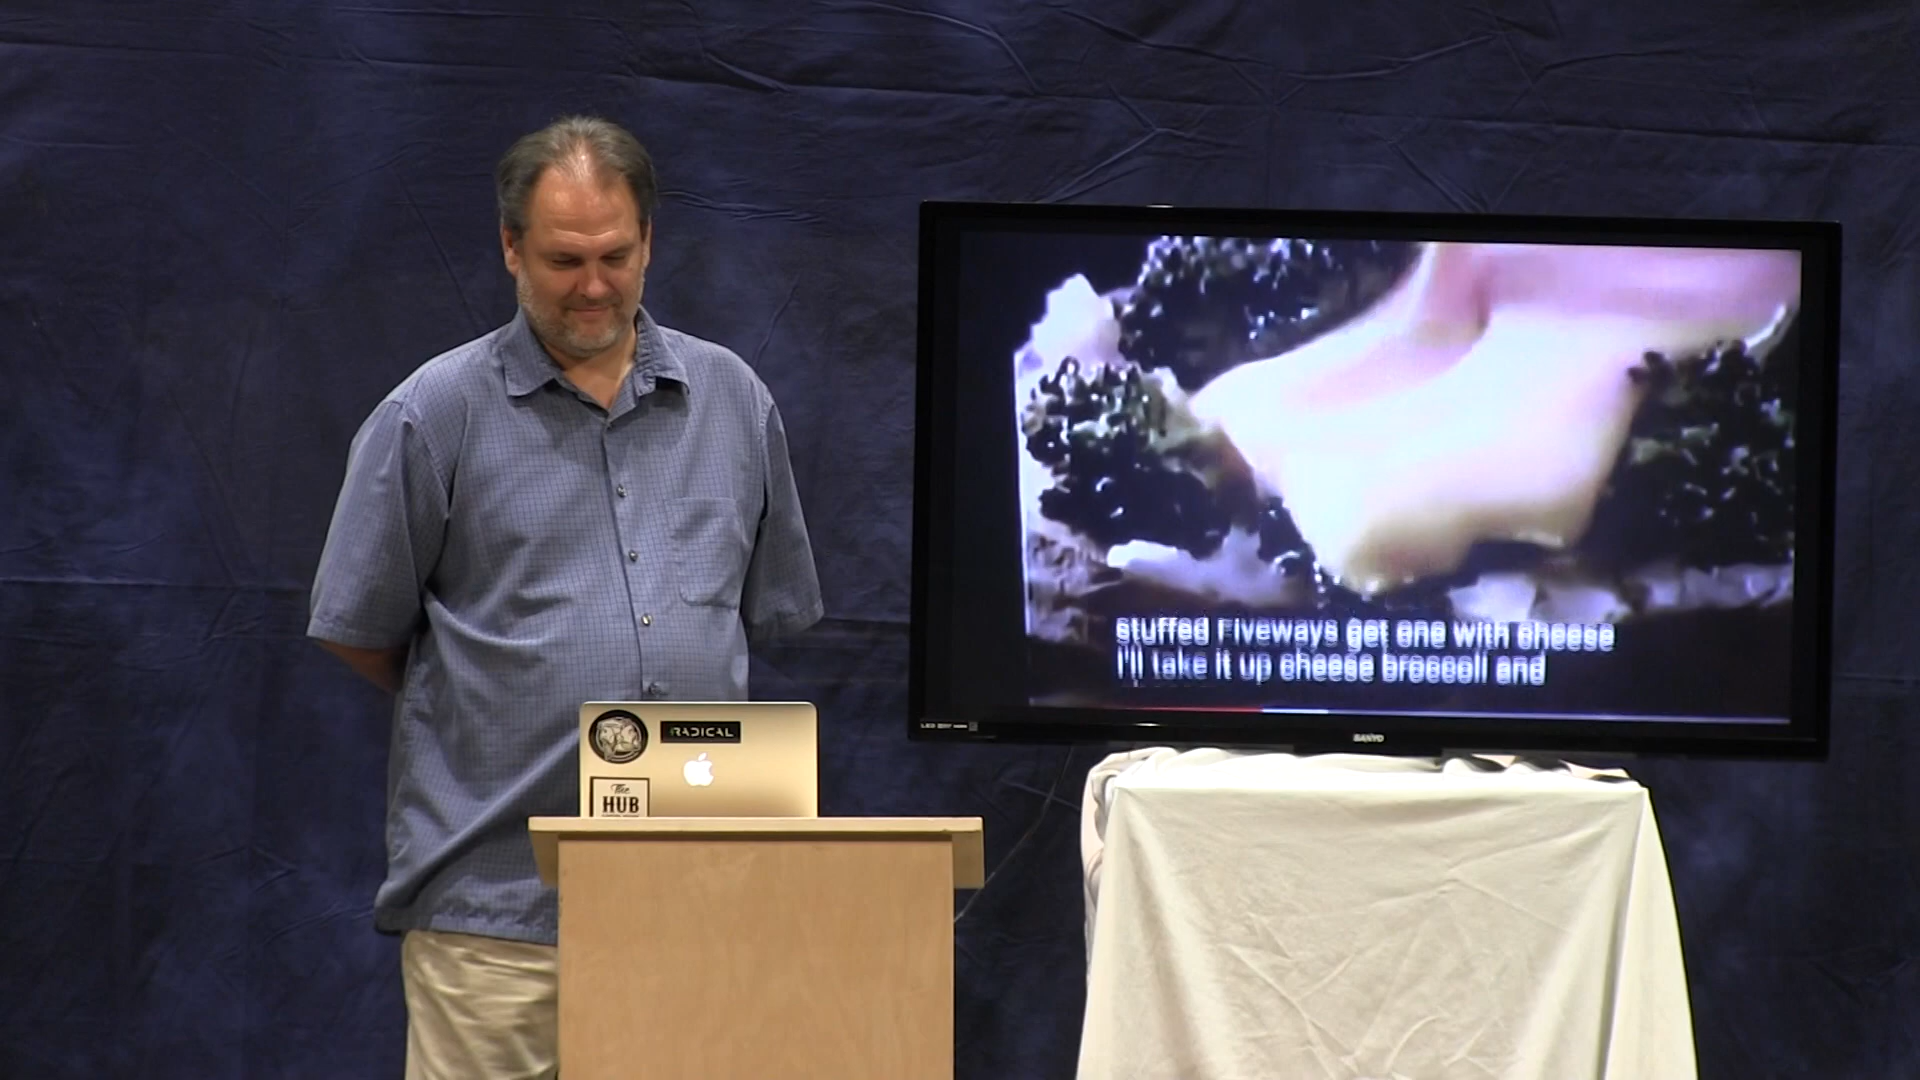 RADICAL
The
HUB
stuffed Fiveways get one with cheese
I'll take it up cheese broccoli and
SANYO